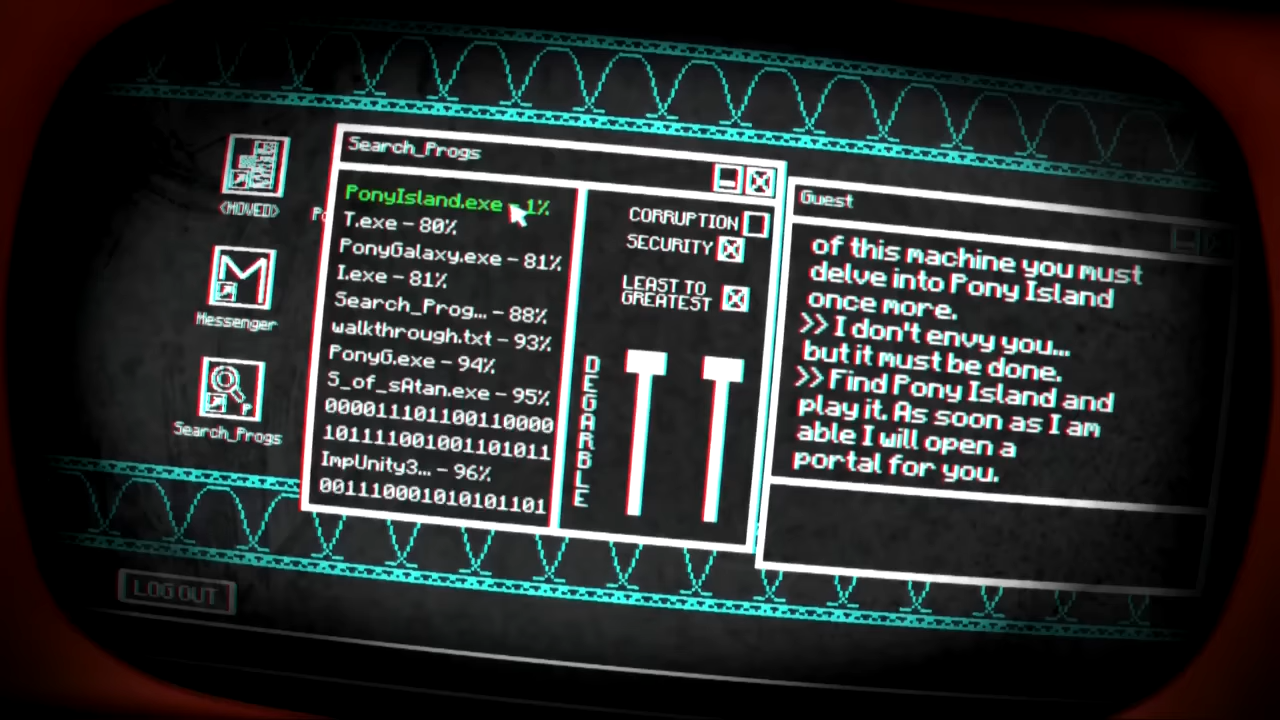 <MOVED>
Po
Messenger
Search_Progs
LOG OUT
Search_Progs
PonyIsland.exe - 1%
T.exe - 80%
PonyGalaxy.exe - 81%
I.exe - 81%
Search_Prog... - 88%
walkthrough.txt - 93%
PonyG.exe - 94%
S_of_sAtan.exe - 95%
0000111011001100000
101111001001101011
ImpUnity3... - 96%
0011100010101011101
CORRUPTION
SECURITY
LEAST TO
GREATEST
DEGARBLE
Guest
of this machine you must
delve into Pony Island
once more.
>> I don't envy you...
but it must be done.
>> Find Pony Island and
play it. As soon as I am
able I will open a
portal for you.